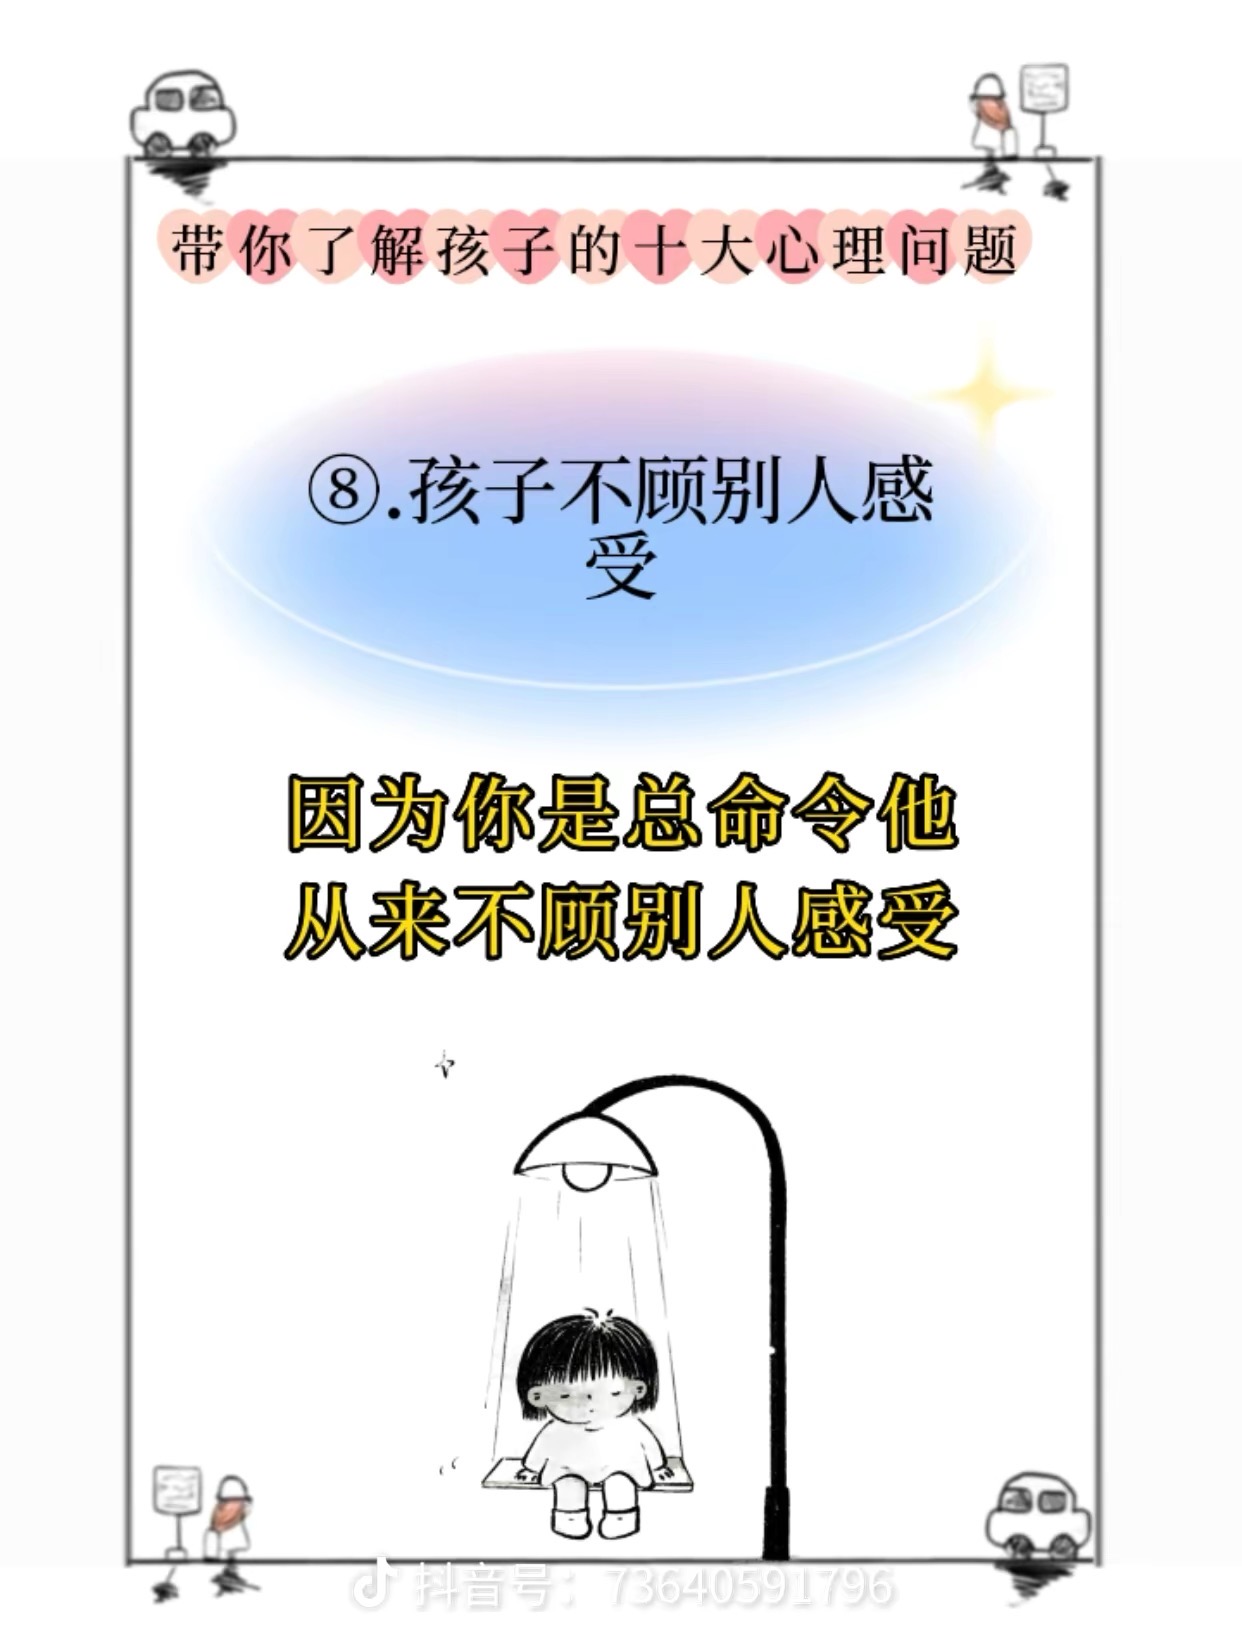 带你了解孩子的十大心理问题
⑧.孩子不顾别人感
受
因为你是总命令他
从来不顾别人感受
抖音号：73640591796